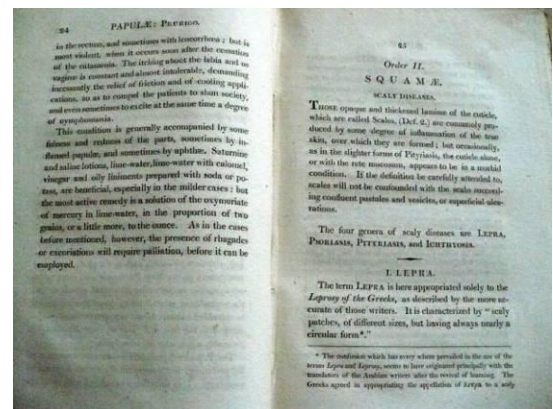 24 PAPULÆ: PRURIGO.
in the rectum, and sometimes with leucorrhœa; but is
most violent, when it occurs soon after the cessation
of the catamenia. The itching about the labia and os
vaginæ is constant and almost intolerable, demanding
incessantly the relief of friction and of cooling appli-
cations, so as to compel the patients to shun society,
and even sometimes to excite at the same time a degree
of nymphomania.
This condition is generally accompanied by some
fulness and redness of the parts, sometimes by in-
flamed papulæ, and sometimes by aphthæ. Saturnine
and saline lotions, lime-water, lime-water with calomel,
vinegar and oily liniments prepared with soda or po-
tass, are beneficial, especially in the milder cases: but
the most active remedy is a solution of the oxymuriate
of mercury in lime-water, in the proportion of two
grains, or a little more, to the ounce. As in the cases
before mentioned, however, the presence of rhagades
or excoriations will require palliation, before it can be
employed.
25
Order II.
SQUAMÆ,
SCALY DISEASES.
THOSE opaque and thickened laminæ of the cuticle,
which are called Scales, (Def. 2.) are commonly pro-
duced by some degree of inflammation of the true
skin, over which they are formed; but occasionally,
as in the slighter forms of Pityriasis, the cuticle alone,
or with the rete mucosum, appears to be in a morbid
condition. If the definition be carefully attended to,
scales will not be confounded with the scabs succeed-
ing confluent pustules and vesicles, or superficial ulce-
rations.
The four genera of scaly diseases are LEPRA,
PSORIASIS, PITYRIASIS, and ICHTHYOSIS.
I. LEPRA.
The term LEPRA is here appropriated solely to the
Leprosy of the Greeks, as described by the more ac-
curate of those writers. It is characterized by "scaly
patches, of different sizes, but having always nearly a
circular form*."
* The confusion which has every where prevailed in the use of the
terms Lepra and Leprosy, seems to have originated principally with the
translators of the Arabian writers after the revival of learning. The
Greeks agreed in appropriating the appellation of Lepra to a scaly